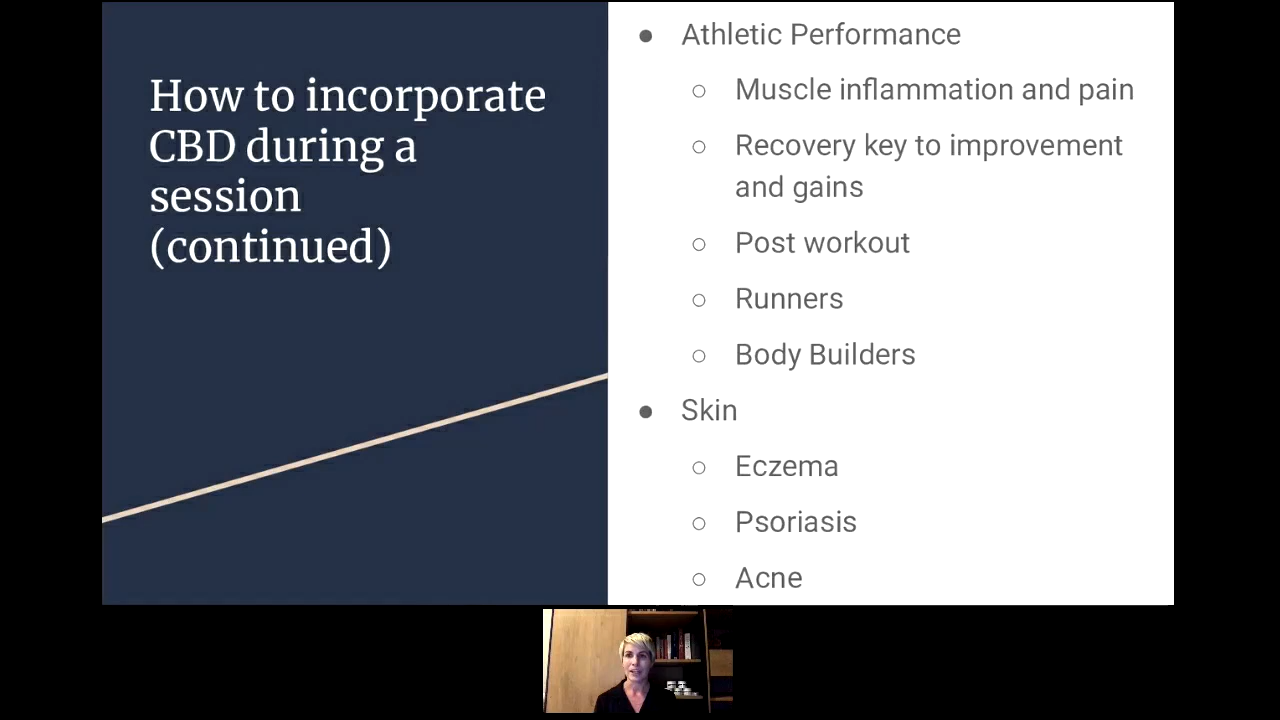 How to incorporate
CBD during a
session
(continued)
● Athletic Performance
○ Muscle inflammation and pain
○ Recovery key to improvement
and gains
○ Post workout
○ Runners
○ Body Builders
● Skin
○ Eczema
○ Psoriasis
○ Acne